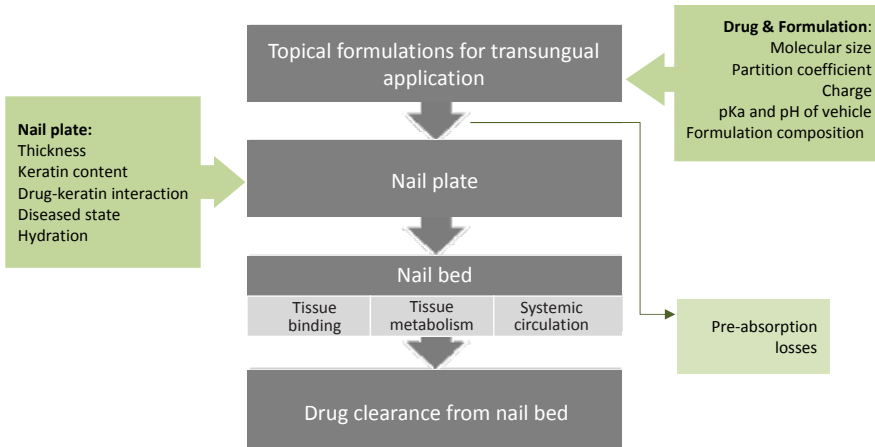 Topical formulations for transungual
application
Drug & Formulation:
Molecular size
Partition coefficient
Charge
pKa and pH of vehicle
Formulation composition
Nail plate:
Thickness
Keratin content
Drug-keratin interaction
Diseased state
Hydration
Nail plate
Nail bed
Tissue
binding
Tissue
metabolism
Systemic
circulation
Pre-absorption
losses
Drug clearance from nail bed